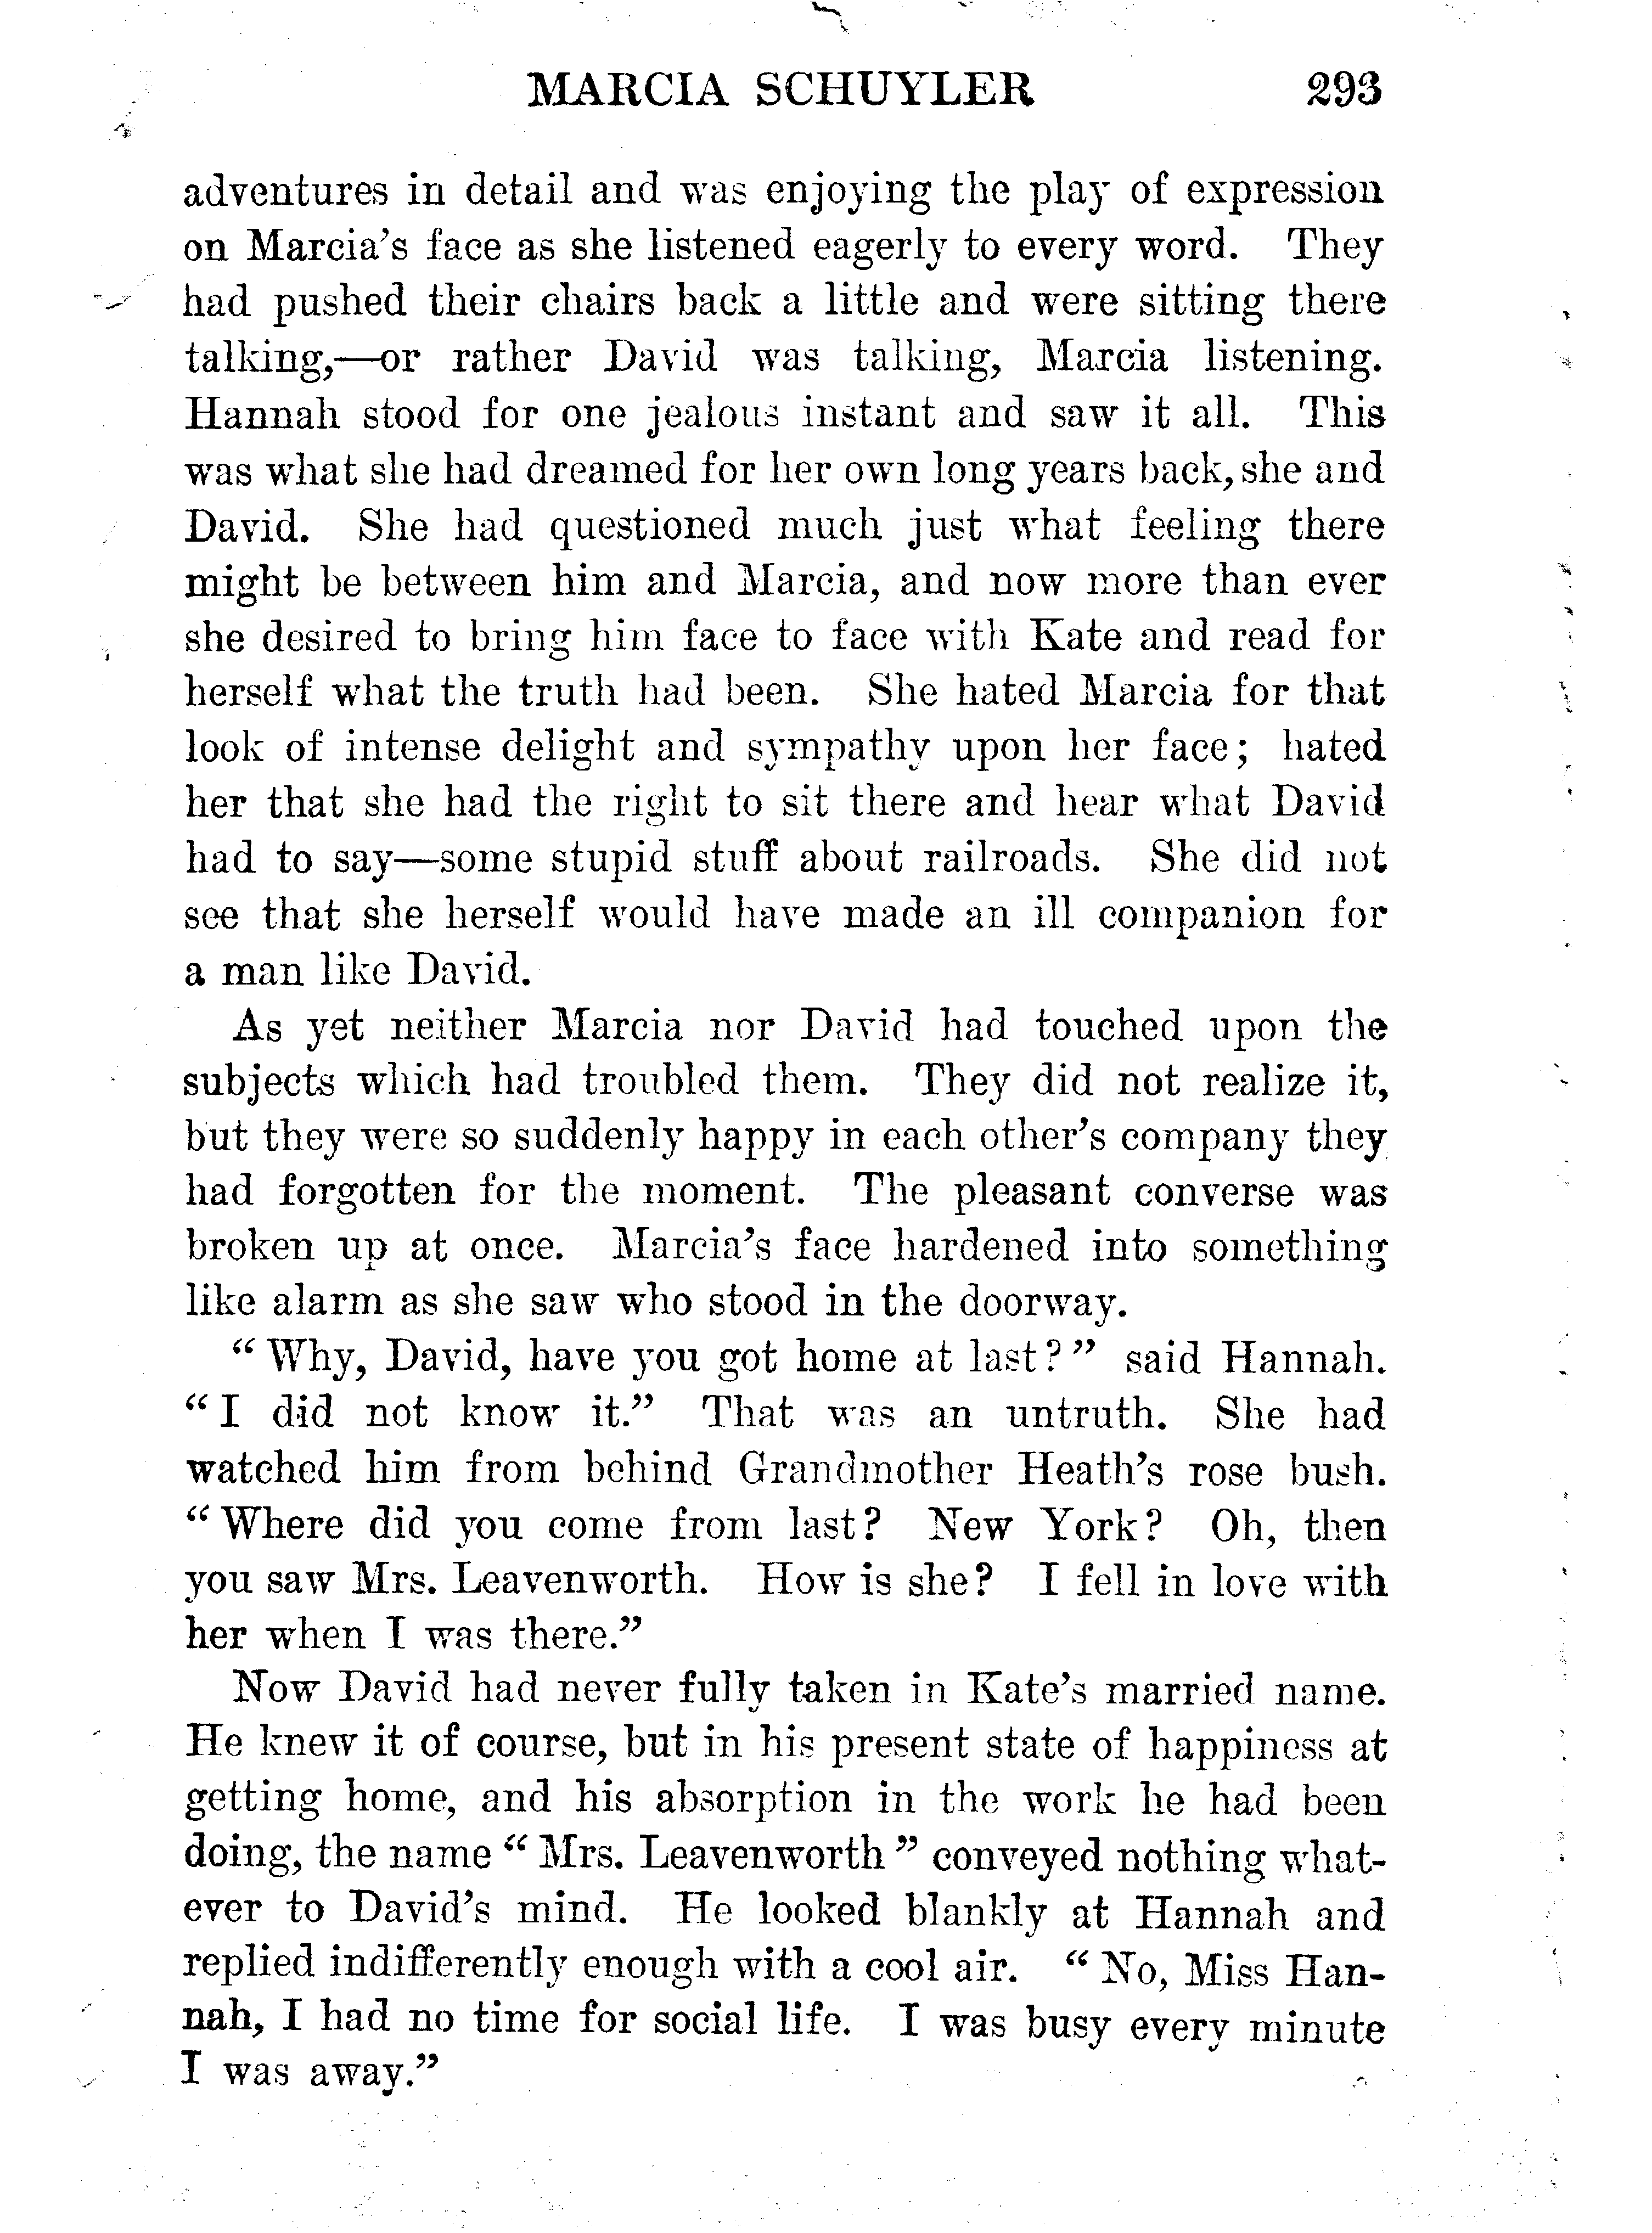 MARCIA SCHUYLER 293
adventures in detail and was enjoying the play of expression
on Marcia's face as she listened eagerly to every word. They
had pushed their chairs back a little and were sitting there
talking,—or rather David was talking, Marcia listening.
Hannah stood for one jealous instant and saw it all. This
was what she had dreamed for her own long years back, she and
David. She had questioned much just what feeling there
might be between him and Marcia, and now more than ever
she desired to bring him face to face with Kate and read for
herself what the truth had been. She hated Marcia for that
look of intense delight and sympathy upon her face; hated
her that she had the right to sit there and hear what David
had to say—some stupid stuff about railroads. She did not
see that she herself would have made an ill companion for
a man like David.
As yet neither Marcia nor David had touched upon the
subjects which had troubled them. They did not realize it,
but they were so suddenly happy in each other's company they
had forgotten for the moment. The pleasant converse was
broken up at once. Marcia's face hardened into something
like alarm as she saw who stood in the doorway.
“ Why, David, have you got home at last? ” said Hannah.
“ I did not know it.” That was an untruth. She had
watched him from behind Grandmother Heath's rose bush.
“ Where did you come from last? New York? Oh, then
you saw Mrs. Leavenworth. How is she? I fell in love with
her when I was there.”
Now David had never fully taken in Kate's married name.
He knew it of course, but in his present state of happiness at
getting home, and his absorption in the work he had been
doing, the name “ Mrs. Leavenworth ” conveyed nothing what-
ever to David's mind. He looked blankly at Hannah and
replied indifferently enough with a cool air. “ No, Miss Han-
nah, I had no time for social life. I was busy every minute
I was away.”